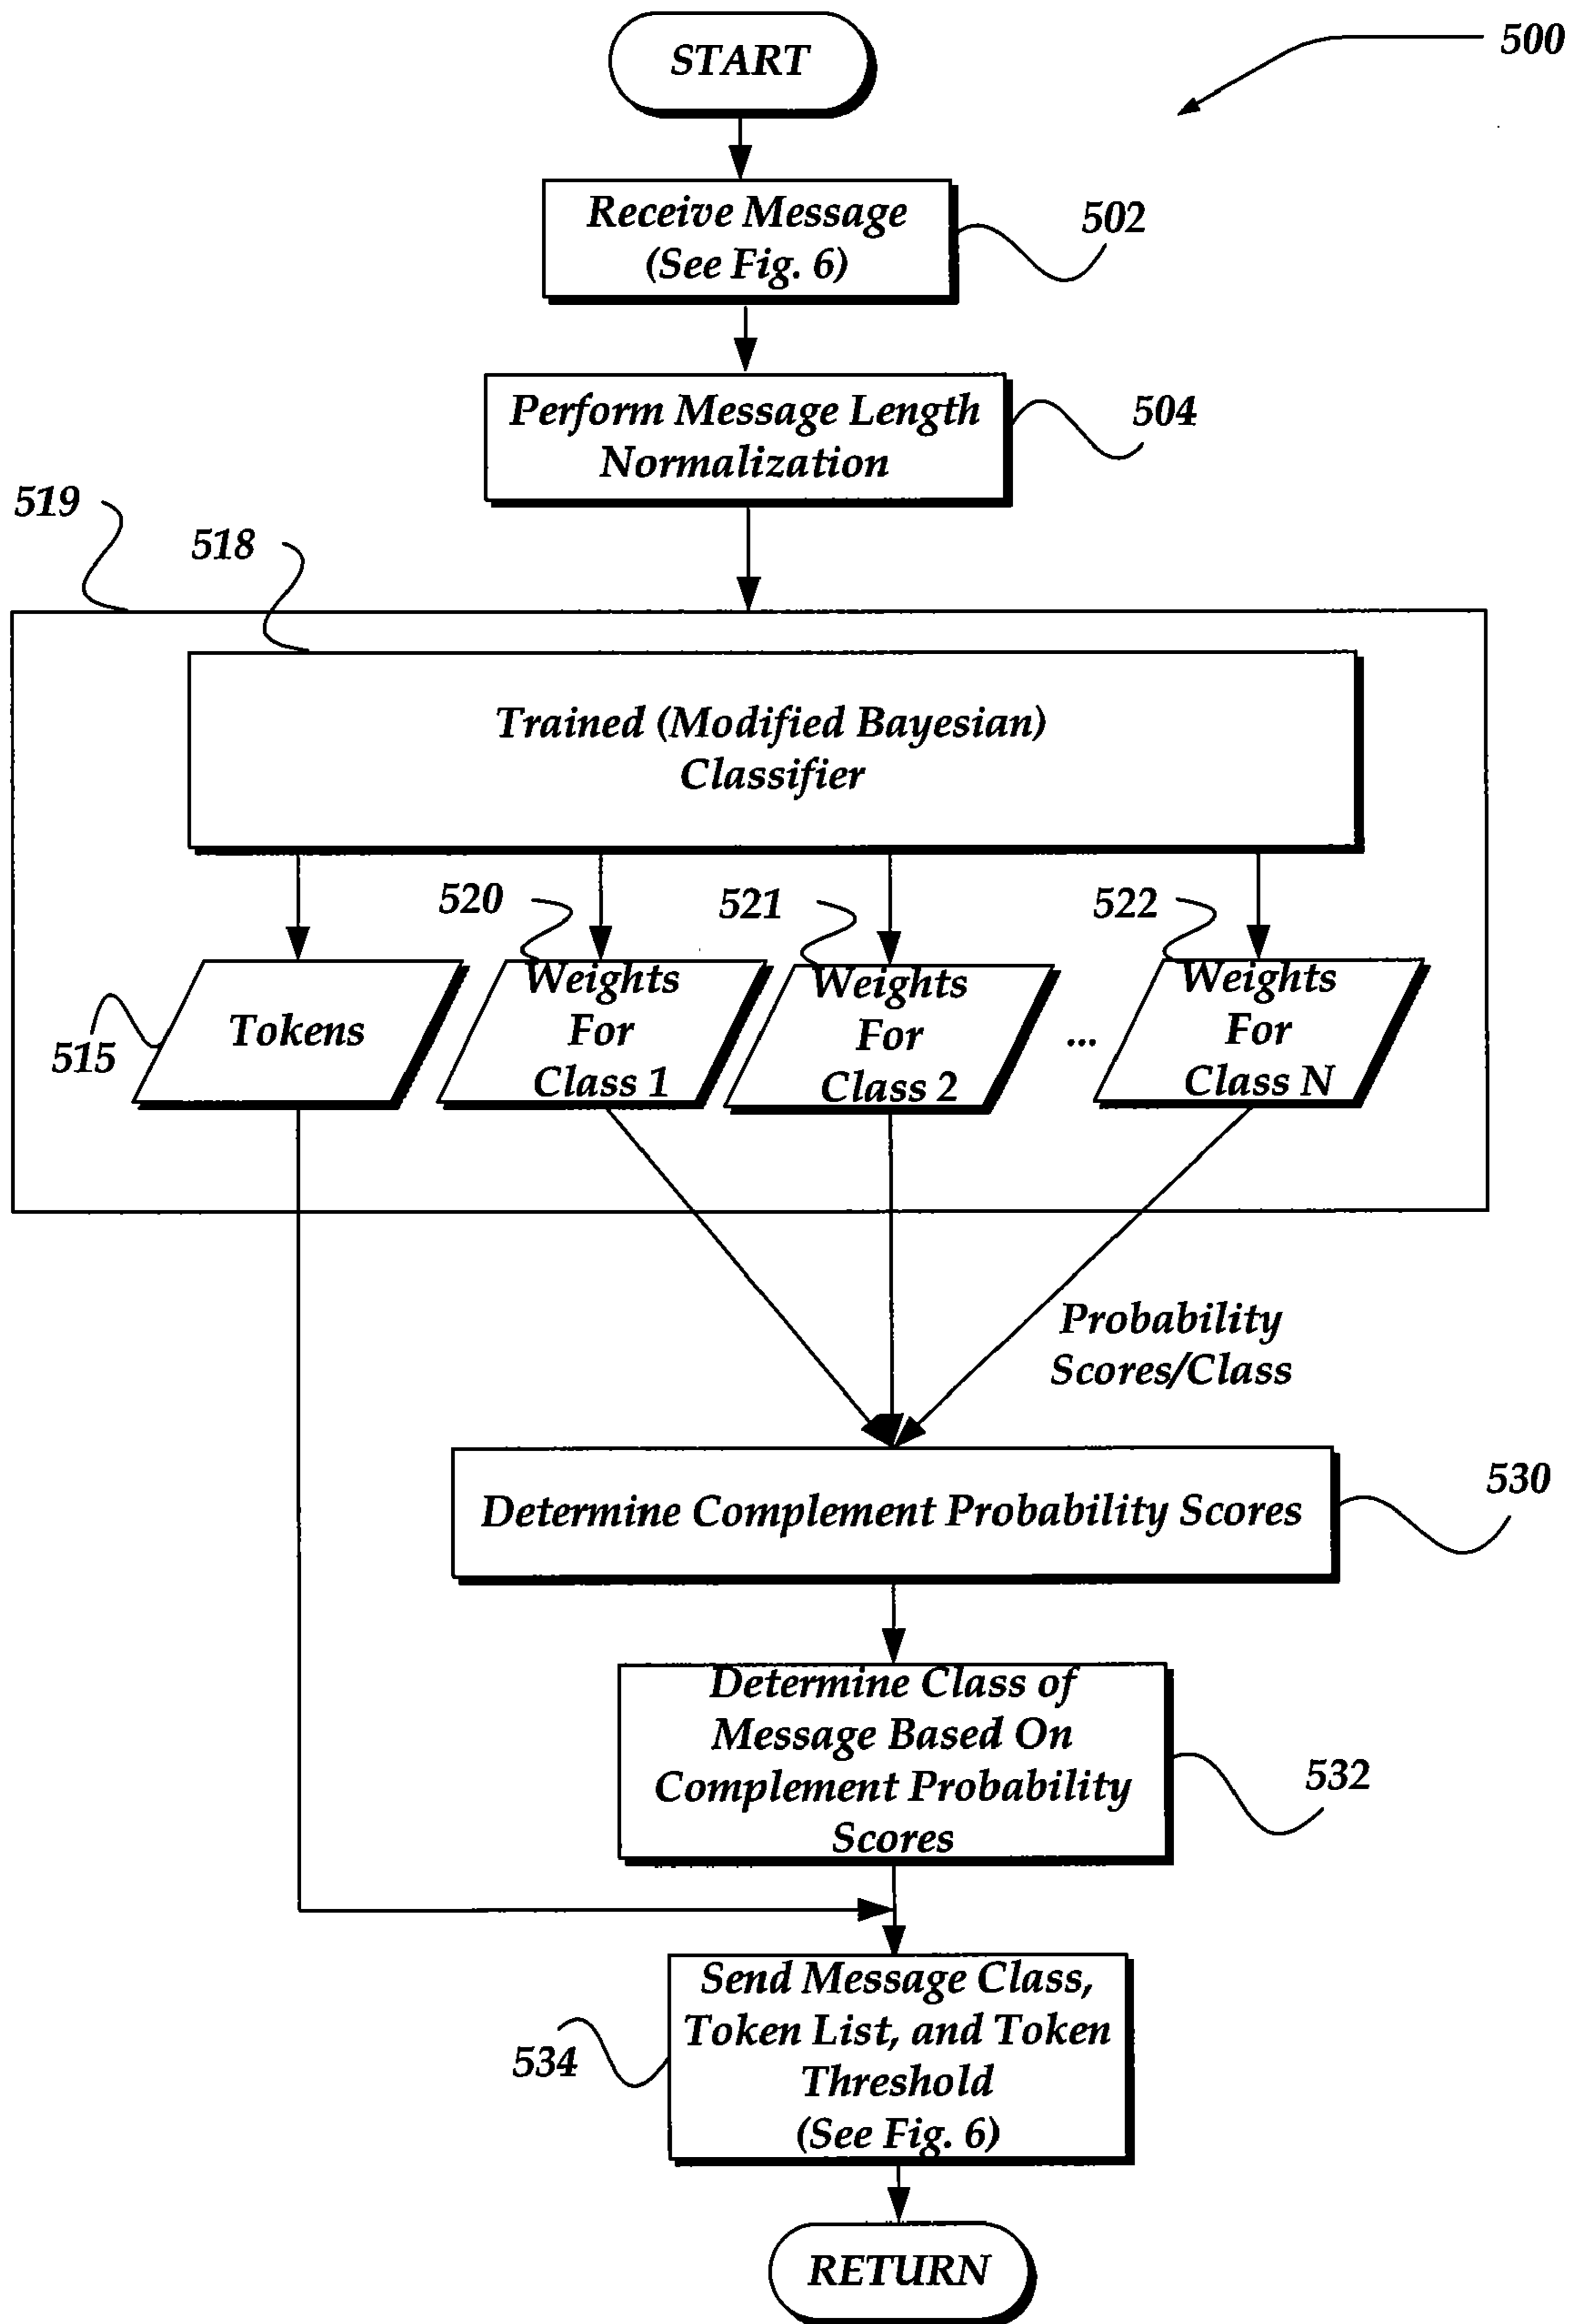 START
500
Receive Message
(See Fig. 6)
502
Perform Message Length
Normalization
504
519
518
Trained (Modified Bayesian)
Classifier
520
521
522
515
Tokens
Weights
For
Class 1
Weights
For
Class 2
...
Weights
For
Class N
Probability
Scores/Class
Determine Complement Probability Scores
530
Determine Class of
Message Based On
Complement Probability
Scores
532
Send Message Class,
Token List, and Token
Threshold
(See Fig. 6)
534
RETURN